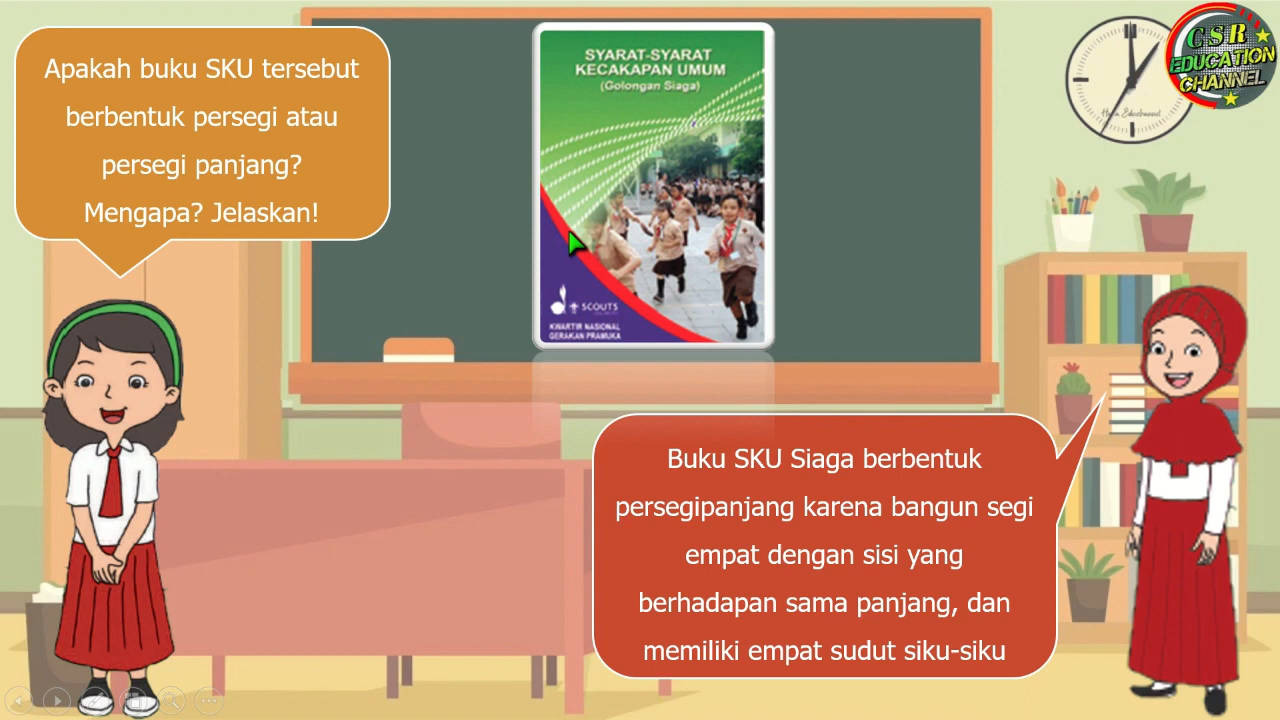 Apakah buku SKU tersebut
berbentuk persegi atau
persegi panjang?
Mengapa? Jelaskan!
SYARAT-SYARAT
KECAKAPAN UMUM
(Golongan Siaga)
SCOUTS
KWARTIR NASIONAL
GERAKAN PRAMUKA
CSR
EDUCATION
CHANNEL
Buku SKU Siaga berbentuk
persegipanjang karena bangun segi
empat dengan sisi yang
berhadapan sama panjang, dan
memiliki empat sudut siku-siku